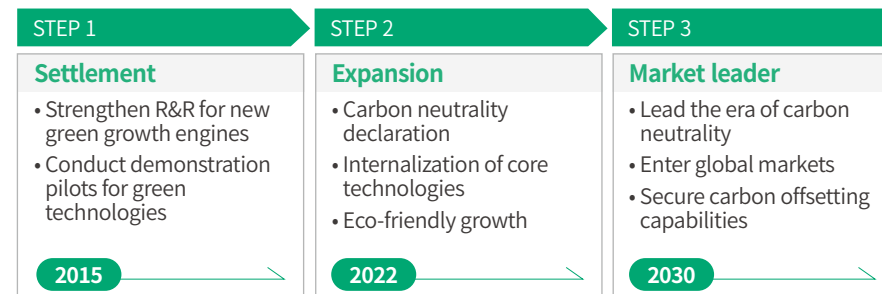 STEP 1
Settlement
• Strengthen R&R for new
green growth engines
• Conduct demonstration
pilots for green
technologies
2015
STEP 2
Expansion
• Carbon neutrality
declaration
• Internalization of core
technologies
• Eco-friendly growth
2022
STEP 3
Market leader
• Lead the era of carbon
neutrality
• Enter global markets
• Secure carbon offsetting
capabilities
2030